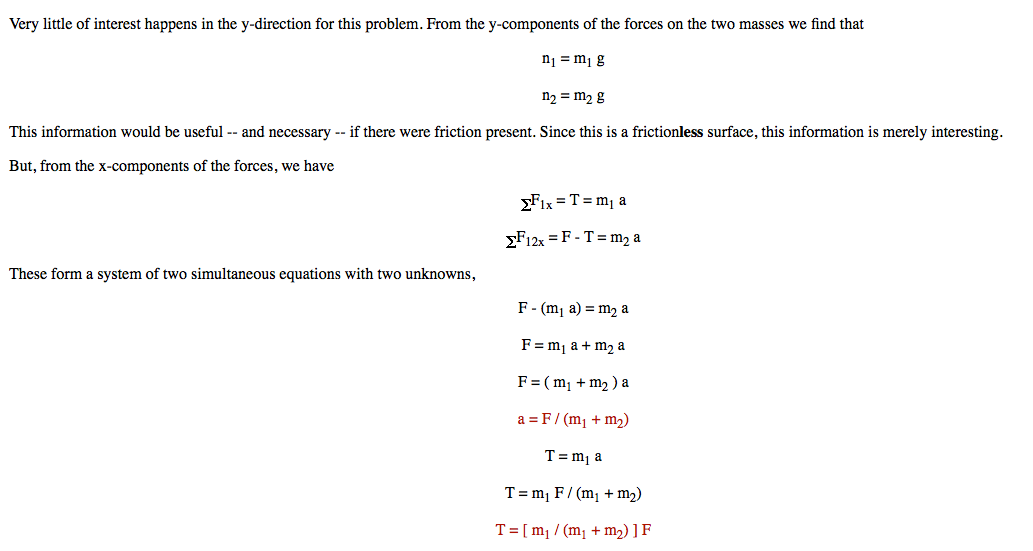 Very little of interest happens in the y-direction for this problem. From the y-components of the forces on the two masses we find that
n₁ = m₁ g
n₂ = m₂ g
This information would be useful -- and necessary -- if there were friction present. Since this is a frictionless surface, this information is merely interesting.
But, from the x-components of the forces, we have
∑F₁ₓ = T = m₁ a
∑F₁₂ₓ = F - T = m₂ a
These form a system of two simultaneous equations with two unknowns,
F - (m₁ a) = m₂ a
F = m₁ a + m₂ a
F = ( m₁ + m₂ ) a
a = F / (m₁ + m₂)
T = m₁ a
T = m₁ F / (m₁ + m₂)
T = [ m₁ / (m₁ + m₂) ] F